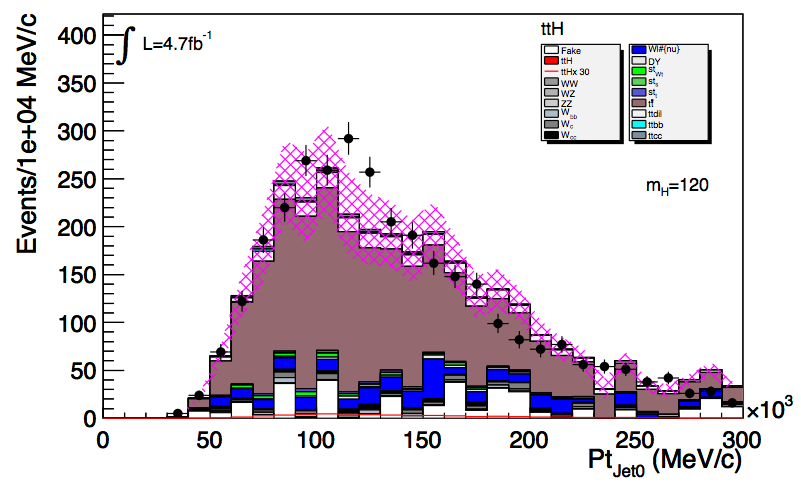 ttH
∫ L=4.7fb⁻¹
Fake
ttH
ttHx 30
WW
WZ
ZZ
W_bb
W_c
W_cc
Wl#{nu}
DY
st_Wt
st_s
st_t
tt̄
ttdil
ttbb
ttcc
m_H=120
Events/1e+04 MeV/c
400
350
300
250
200
150
100
50
0
0 50 100 150 200 250 300
×10³
Pt_Jet0 (MeV/c)